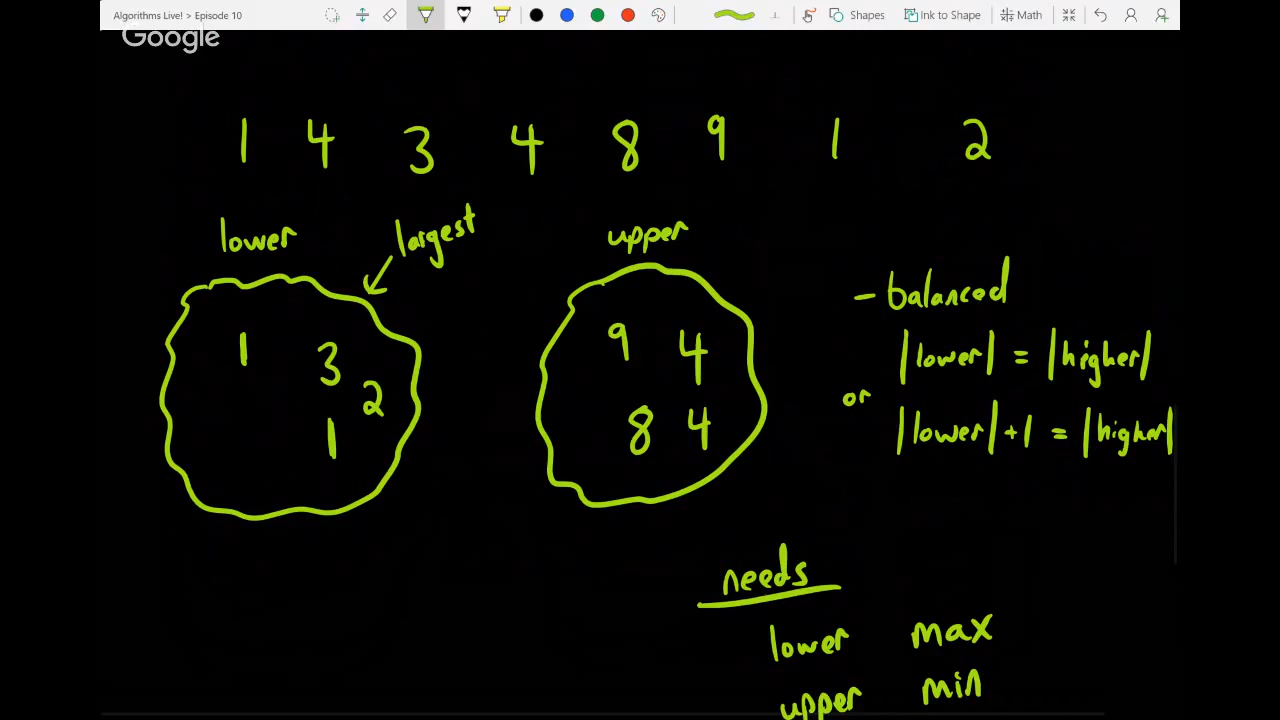 Algorithms Live! > Episode 10
Shapes Ink to Shape Math
Google
1 4 3 4 8 9 1 2
lower largest upper
- balanced
|lower| = |higher|
or
|lower| + 1 = |higher|
1 3 2 1
9 4
8 4
needs
lower max
upper min